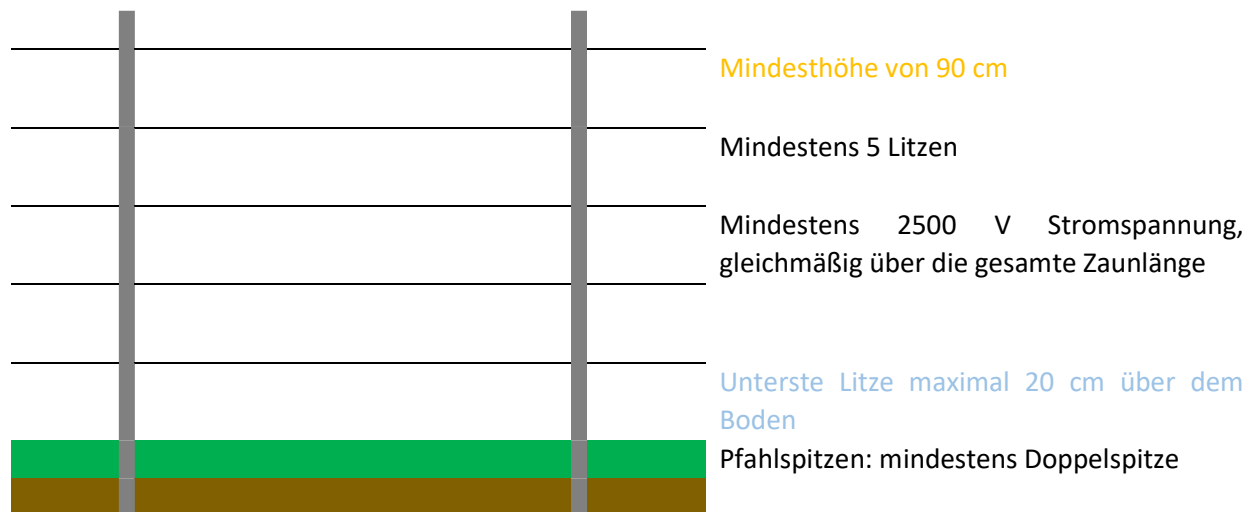 Mindesthöhe von 90 cm
Mindestens 5 Litzen
Mindestens 2500 V Stromspannung,
gleichmäßig über die gesamte Zaunlänge
Unterste Litze maximal 20 cm über dem
Boden
Pfahlspitzen: mindestens Doppelspitze